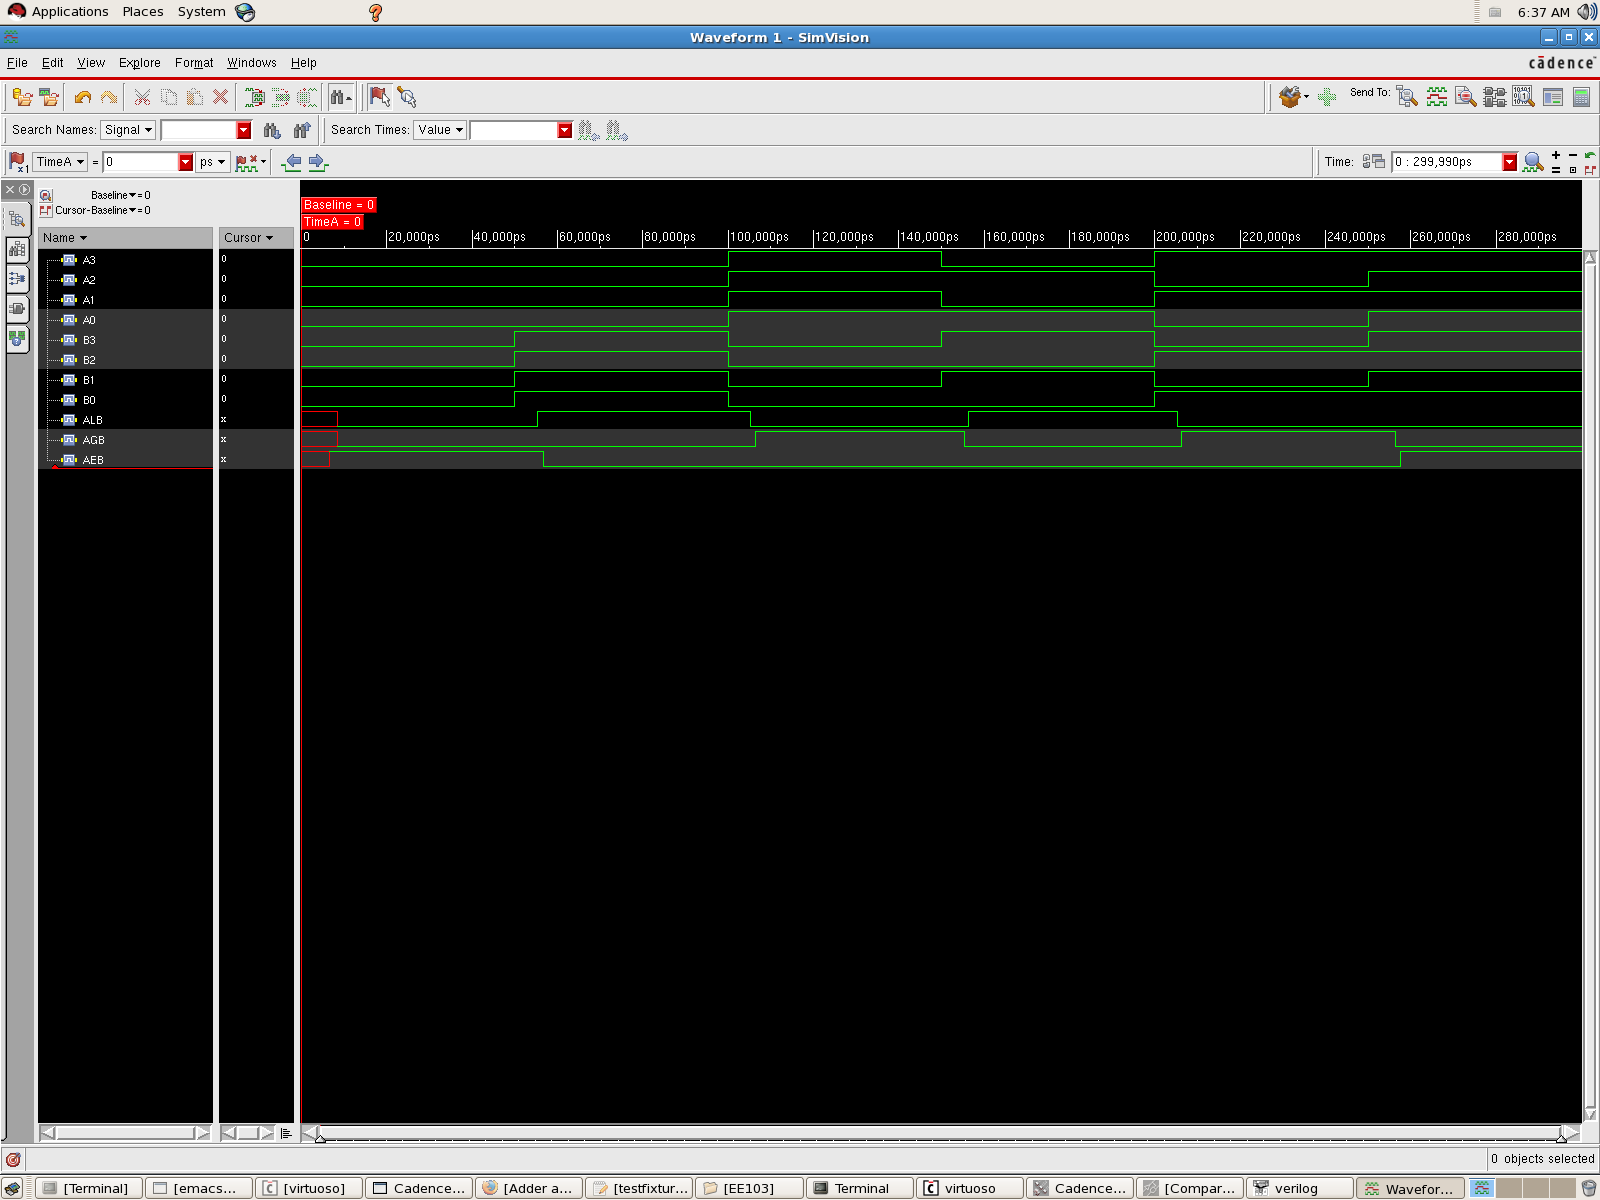 Applications Places System 6:37 AM
Waveform 1 - SimVision
File Edit View Explore Format Windows Help cādence
Send To:
Search Names: Signal Search Times: Value
TimeA = 0 ps Time: 0 : 299,990ps
Baseline = 0
Cursor-Baseline = 0
Baseline = 0
TimeA = 0
Name Cursor 0 20,000ps 40,000ps 60,000ps 80,000ps 100,000ps 120,000ps 140,000ps 160,000ps 180,000ps 200,000ps 220,000ps 240,000ps 260,000ps 280,000ps
A3 0
A2 0
A1 0
A0 0
B3 0
B2 0
B1 0
B0 0
ALB x
AGB x
AEB x
0 objects selected
[Terminal] [emacs... [virtuoso] Cadence... [Adder a... [testfixtur... [EE103] Terminal virtuoso Cadence... [Compar... verilog Wavefor...